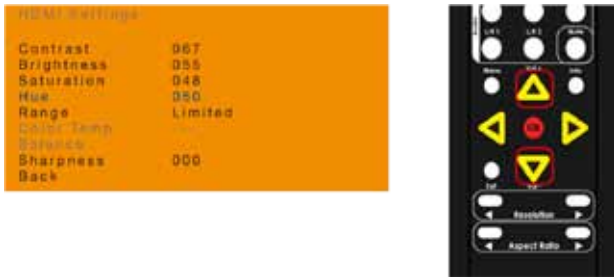 HDMI Settings
Contrast 067
Brightness 055
Saturation 048
Hue 050
Range Limited
Color Temp
Balance
Sharpness 000
Back
Menu
Info
Exit
Resolution
Aspect Ratio